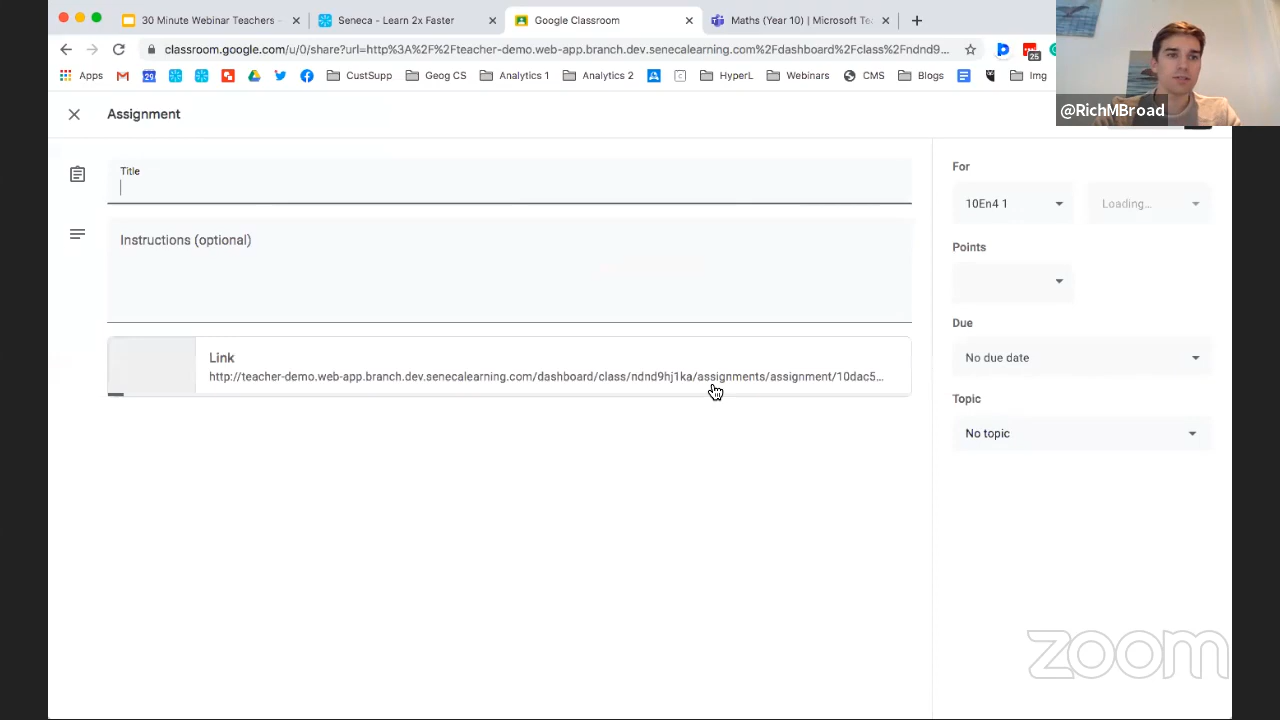 30 Minute Webinar Teachers -
Seneca - Learn 2x Faster
Google Classroom
Maths (Year 10) | Microsoft Te
classroom.google.com/u/0/share?url=http%3A%2F%2Fteacher-demo.web-app.branch.dev.senecalearning.com%2Fdashboard%2Fclass%2Fndnd9...
25
Apps
29
CustSupp
Geog CS
Analytics 1
Analytics 2
HyperL
Webinars
CMS
Blogs
Img
@RichMBroad
Assignment
Title
Instructions (optional)
Link
http://teacher-demo.web-app.branch.dev.senecalearning.com/dashboard/class/ndnd9hj1ka/assignments/assignment/10dac5...
For
10En4 1
Loading...
Points
Due
No due date
Topic
No topic
zoom